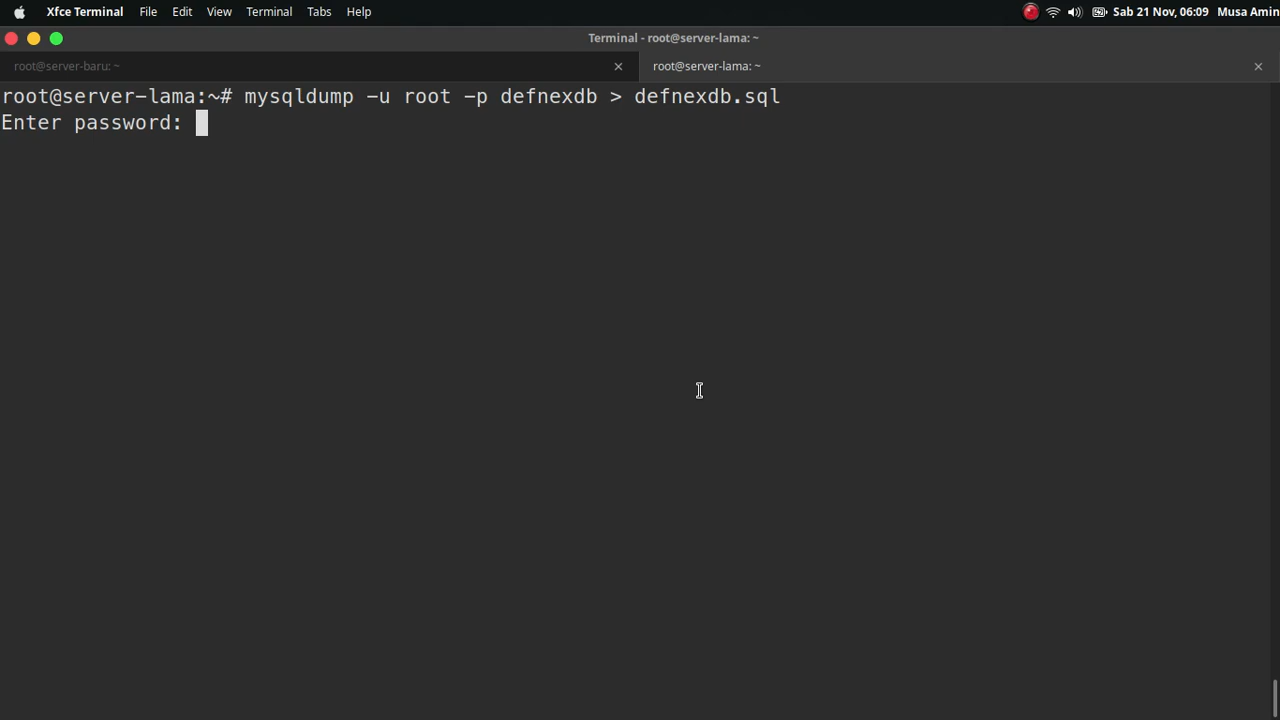 Xfce Terminal File Edit View Terminal Tabs Help Sab 21 Nov, 06:09 Musa Amin
Terminal - root@server-lama: ~
root@server-baru: ~ root@server-lama: ~
root@server-lama:~# mysqldump -u root -p defnexdb > defnexdb.sql
Enter password: